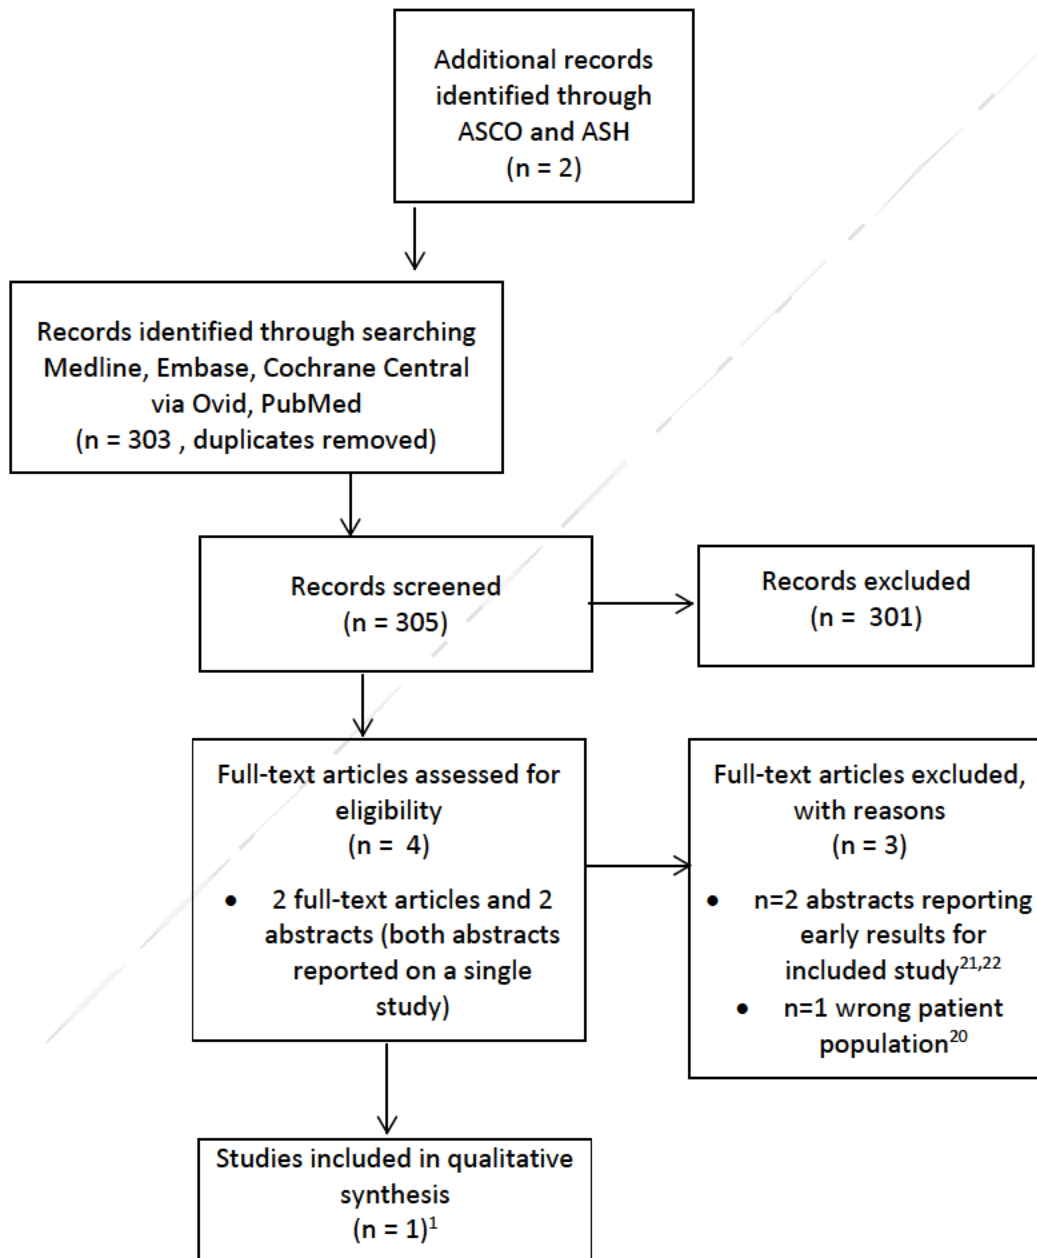 Additional records
identified through
ASCO and ASH
(n = 2)
Records identified through searching
Medline, Embase, Cochrane Central
via Ovid, PubMed
(n = 303 , duplicates removed)
Records screened
(n = 305)
Records excluded
(n =  301)
Full-text articles assessed for
eligibility
(n =  4)
• 2 full-text articles and 2
abstracts (both abstracts
reported on a single
study)
Full-text articles excluded,
with reasons
(n = 3)
• n=2 abstracts reporting
early results for
included study21,22
• n=1 wrong patient
population20
Studies included in qualitative
synthesis
(n = 1)1